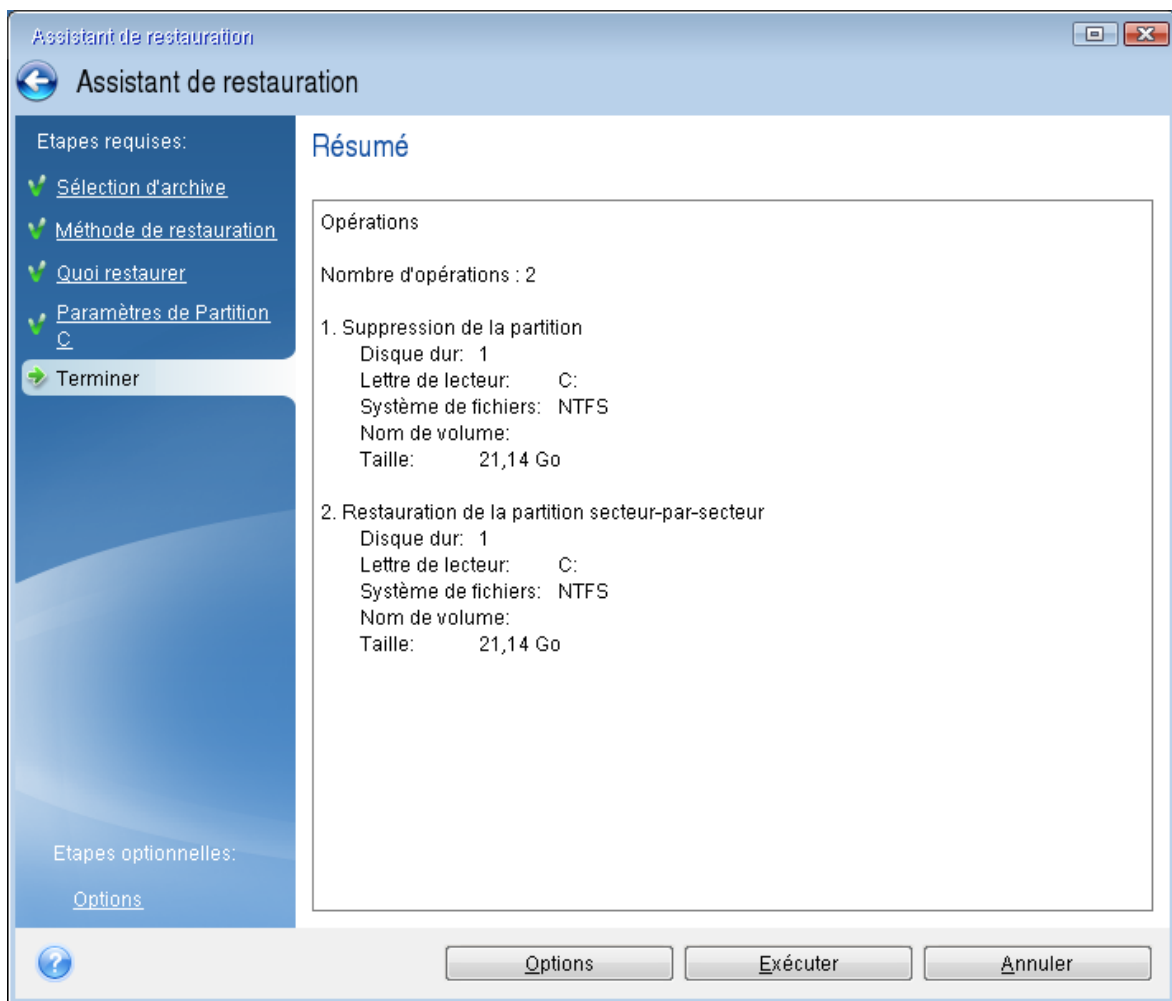 Assistant de restauration
Assistant de restauration
Etapes requises:
Sélection d'archive
Méthode de restauration
Quoi restaurer
Paramètres de Partition
C
Terminer
Etapes optionnelles:
Options
Résumé
Opérations
Nombre d'opérations : 2
1. Suppression de la partition
Disque dur: 1
Lettre de lecteur: C:
Système de fichiers: NTFS
Nom de volume:
Taille: 21,14 Go
2. Restauration de la partition secteur-par-secteur
Disque dur: 1
Lettre de lecteur: C:
Système de fichiers: NTFS
Nom de volume:
Taille: 21,14 Go
?
Options
Exécuter
Annuler